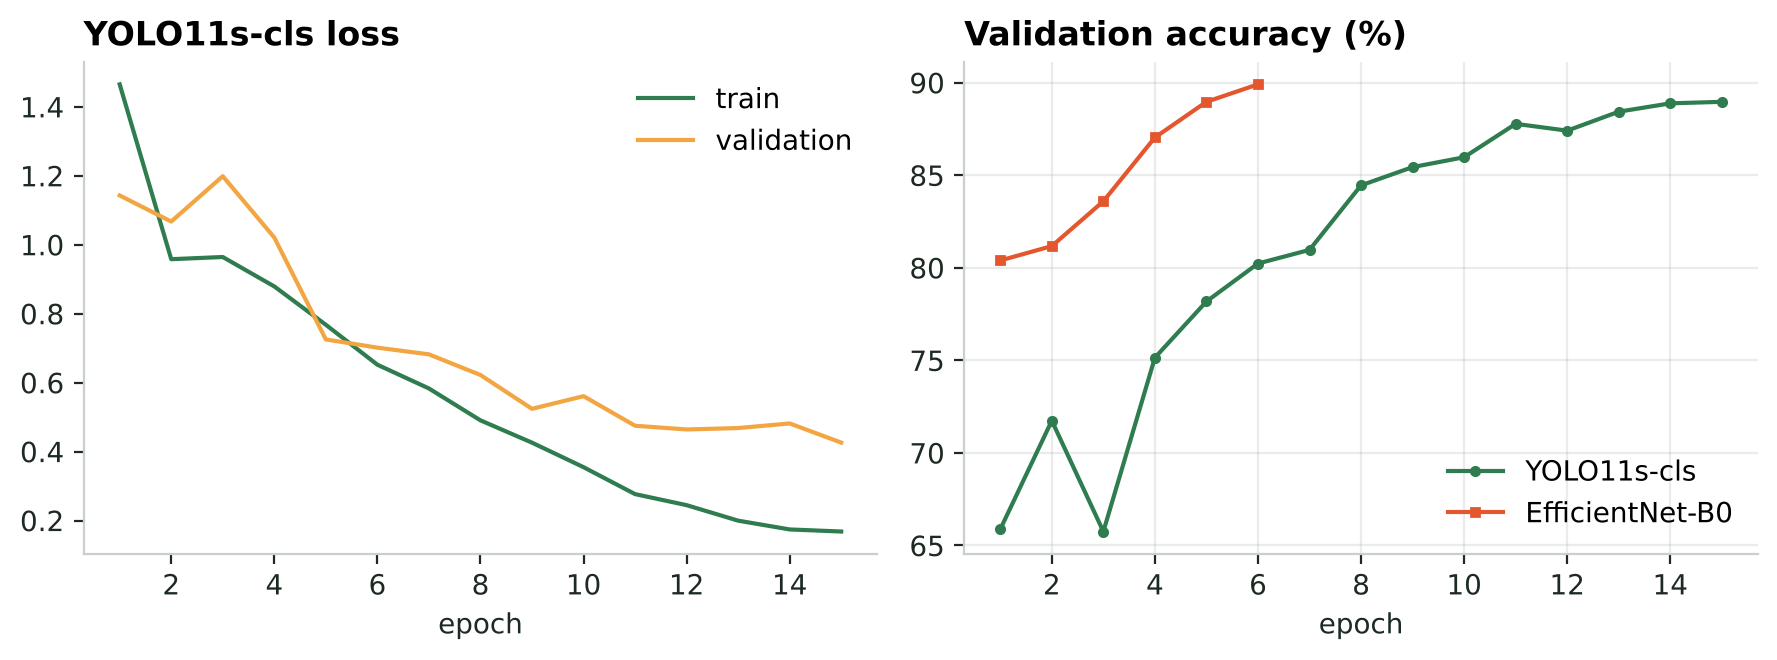 YOLO11s-cls loss
1.4
1.2
1.0
0.8
0.6
0.4
0.2
train
validation
2 4 6 8 10 12 14
epoch
Validation accuracy (%)
90
85
80
75
70
65
YOLO11s-cls
EfficientNet-B0
2 4 6 8 10 12 14
epoch